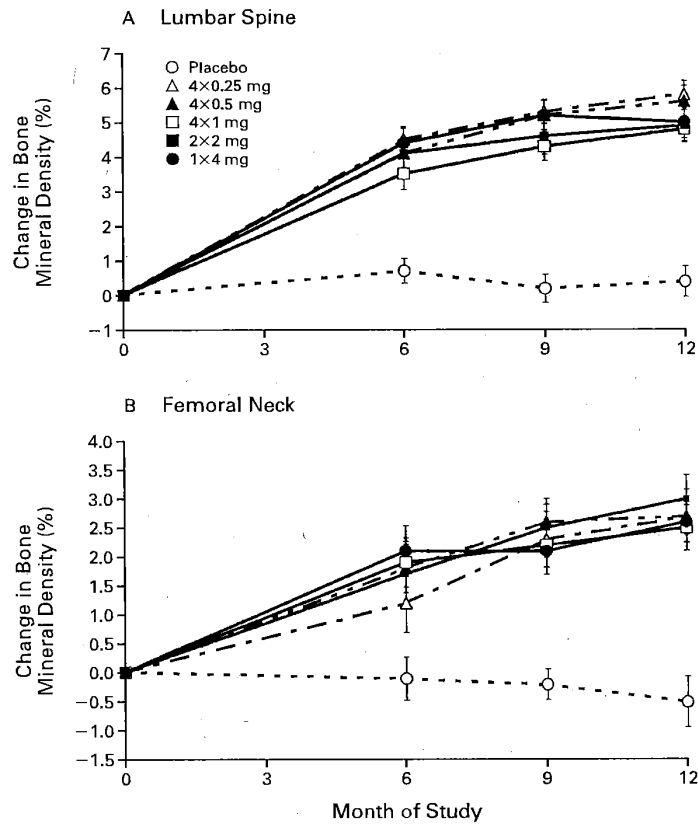 A Lumbar Spine
Change in Bone
Mineral Density (%)
7
6
5
4
3
2
1
0
−1
Placebo
4×0.25 mg
4×0.5 mg
4×1 mg
2×2 mg
1×4 mg
0 3 6 9 12
B Femoral Neck
Change in Bone
Mineral Density (%)
4.0
3.5
3.0
2.5
2.0
1.5
1.0
0.5
0.0
−0.5
−1.0
−1.5
0 3 6 9 12
Month of Study